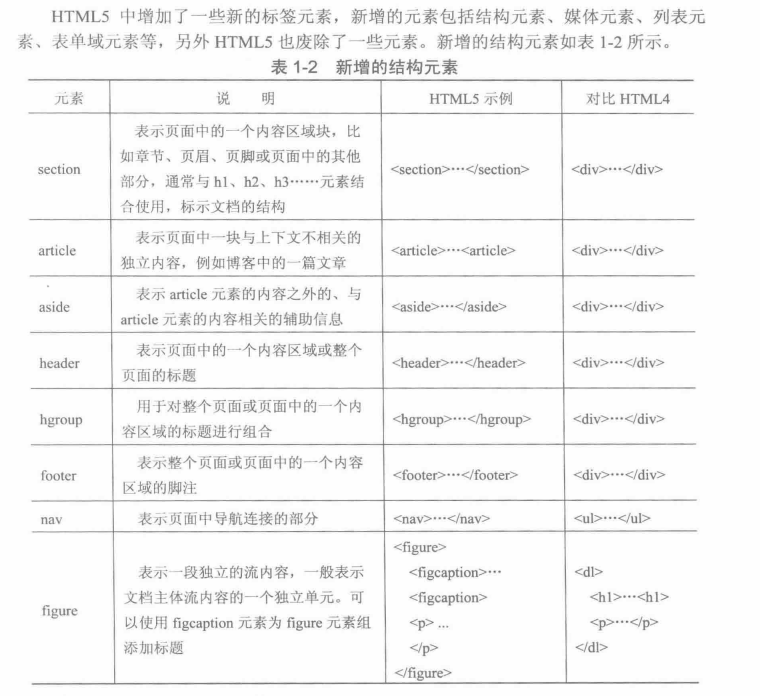 HTML5 中增加了一些新的标签元素，新增的元素包括结构元素、媒体元素、列表元
素、表单域元素等，另外 HTML5 也废除了一些元素。新增的结构元素如表 1-2 所示。
表 1-2 新增的结构元素
元素 说 明 HTML5 示例 对比 HTML4
表示页面中的一个内容区域块，比
如章节、页眉、页脚或页面中的其他
section <section>…</section> <div>…</div>
部分，通常与 h1、h2、h3……元素结
合使用，标示文档的结构
表示页面中一块与上下文不相关的
article <article>…<article> <div>…</div>
独立内容，例如博客中的一篇文章
表示 article 元素的内容之外的、与
aside <aside>…</aside> <div>…</div>
article 元素的内容相关的辅助信息
表示页面中的一个内容区域或整个
header <header>…</header> <div>…</div>
页面的标题
用于对整个页面或页面中的一个内
hgroup <hgroup>…</hgroup> <div>…</div>
容区域的标题进行组合
表示整个页面或页面中的一个内容
footer <footer>…</footer> <div>…</div>
区域的脚注
nav 表示页面中导航连接的部分 <nav>…</nav> <ul>…</ul>
figure
表示一段独立的流内容，一般表示
文档主体流内容的一个独立单元。可
以使用 figcaption 元素为 figure 元素组
添加标题
<figure>
<figcaption>…
<figcaption>
<p> ...
</p>
</figure>
<dl>
<h1>…<h1>
<p>…</p>
</dl>